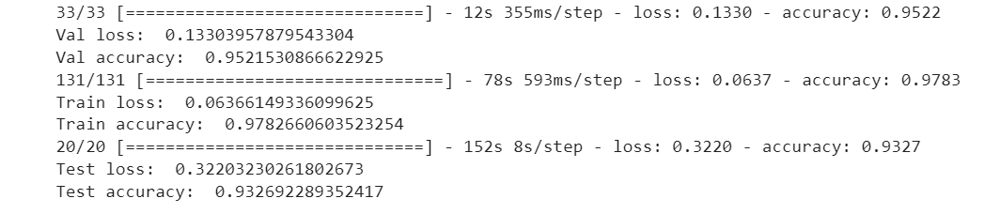 33/33 [==============================] - 12s 355ms/step - loss: 0.1330 - accuracy: 0.9522
Val loss:  0.13303957879543304
Val accuracy:  0.9521530866622925
131/131 [==============================] - 78s 593ms/step - loss: 0.0637 - accuracy: 0.9783
Train loss:  0.06366149336099625
Train accuracy:  0.9782660603523254
20/20 [==============================] - 152s 8s/step - loss: 0.3220 - accuracy: 0.9327
Test loss:  0.32203230261802673
Test accuracy:  0.932692289352417